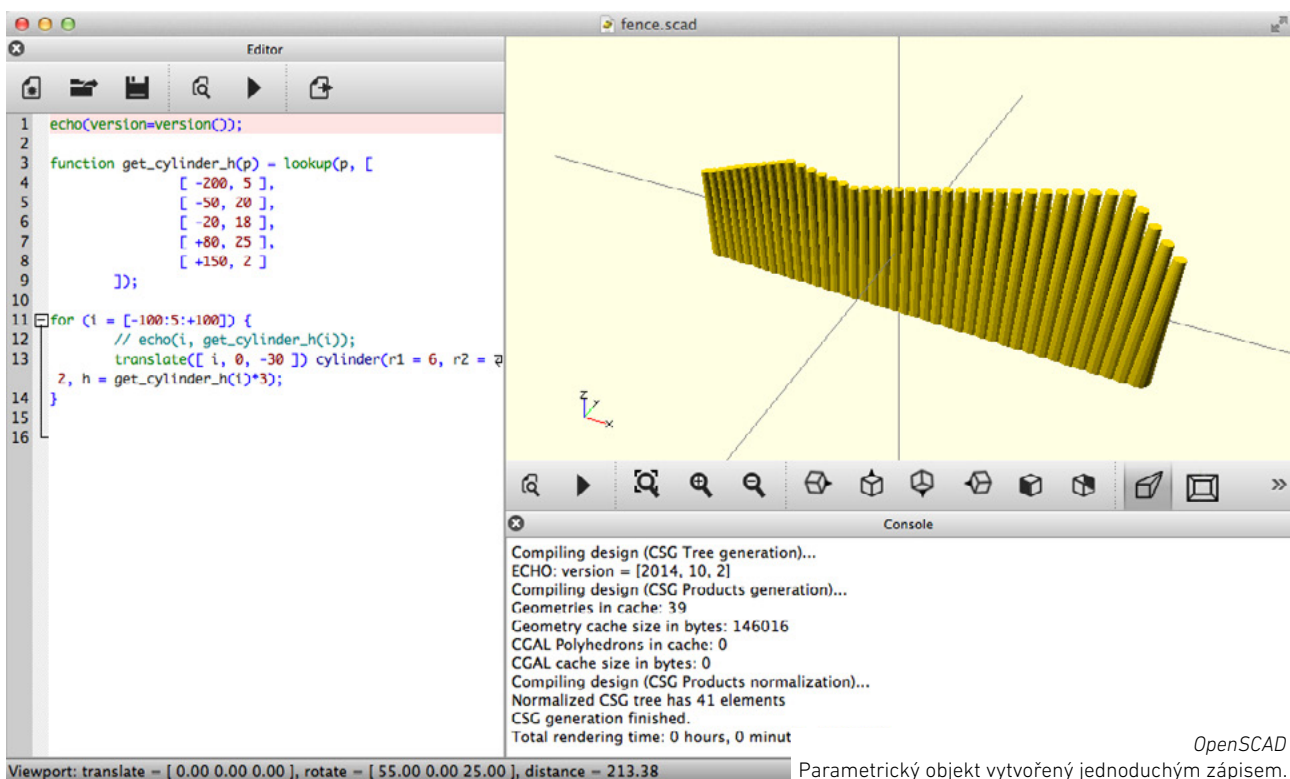 fence.scad
Editor
1 echo(version=version());
2
3 function get_cylinder_h(p) = lookup(p, [
4 [ -200, 5 ],
5 [ -50, 20 ],
6 [ -20, 18 ],
7 [ +80, 25 ],
8 [ +150, 2 ]
9 ]);
10
11 for (i = [-100:5:+100]) {
12 // echo(i, get_cylinder_h(i));
13 translate([ i, 0, -30 ]) cylinder(r1 = 6, r2 =
2, h = get_cylinder_h(i)*3);
14 }
15
16
Z
Y
X
Console
Compiling design (CSG Tree generation)...
ECHO: version = [2014, 10, 2]
Compiling design (CSG Products generation)...
Geometries in cache: 39
Geometry cache size in bytes: 146016
CGAL Polyhedrons in cache: 0
CGAL cache size in bytes: 0
Compiling design (CSG Products normalization)...
Normalized CSG tree has 41 elements
CSG generation finished.
Total rendering time: 0 hours, 0 minut
Viewport: translate = [ 0.00 0.00 0.00 ], rotate = [ 55.00 0.00 25.00 ], distance = 213.38
OpenSCAD
Parametrický objekt vytvořený jednoduchým zápisem.